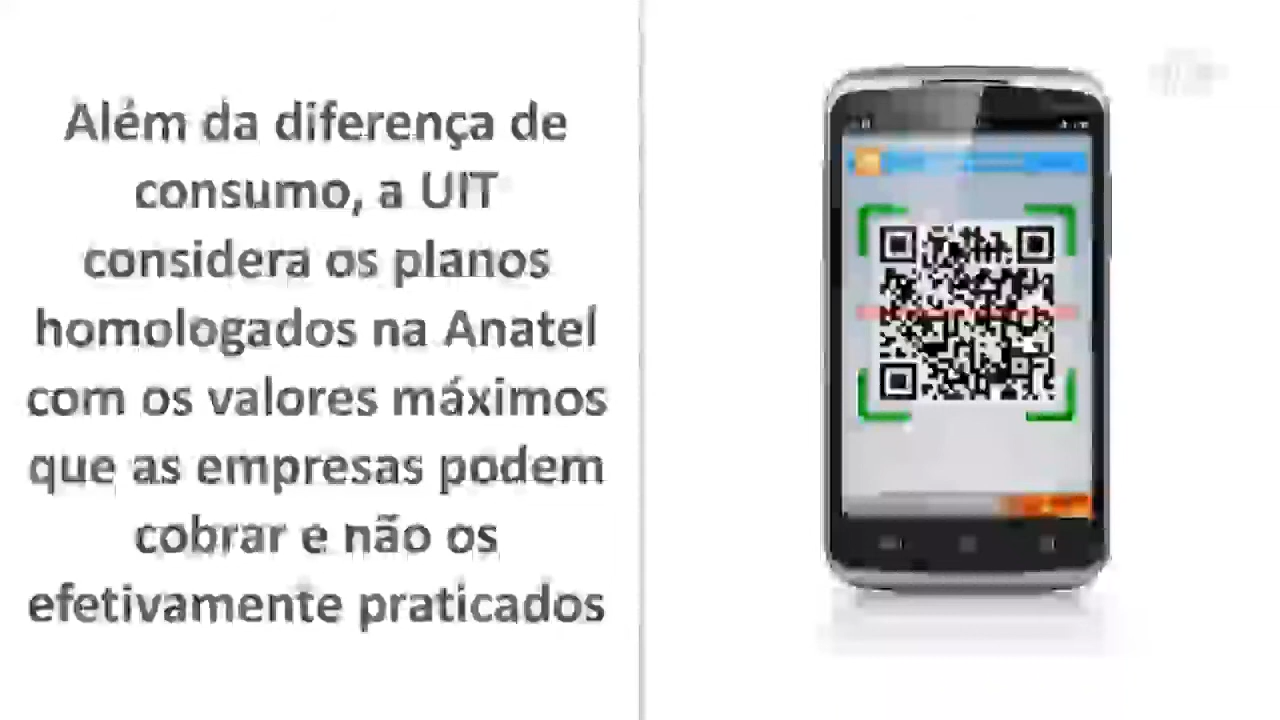 Além da diferença de
consumo, a UIT
considera os planos
homologados na Anatel
com os valores máximos
que as empresas podem
cobrar e não os
efetivamente praticados